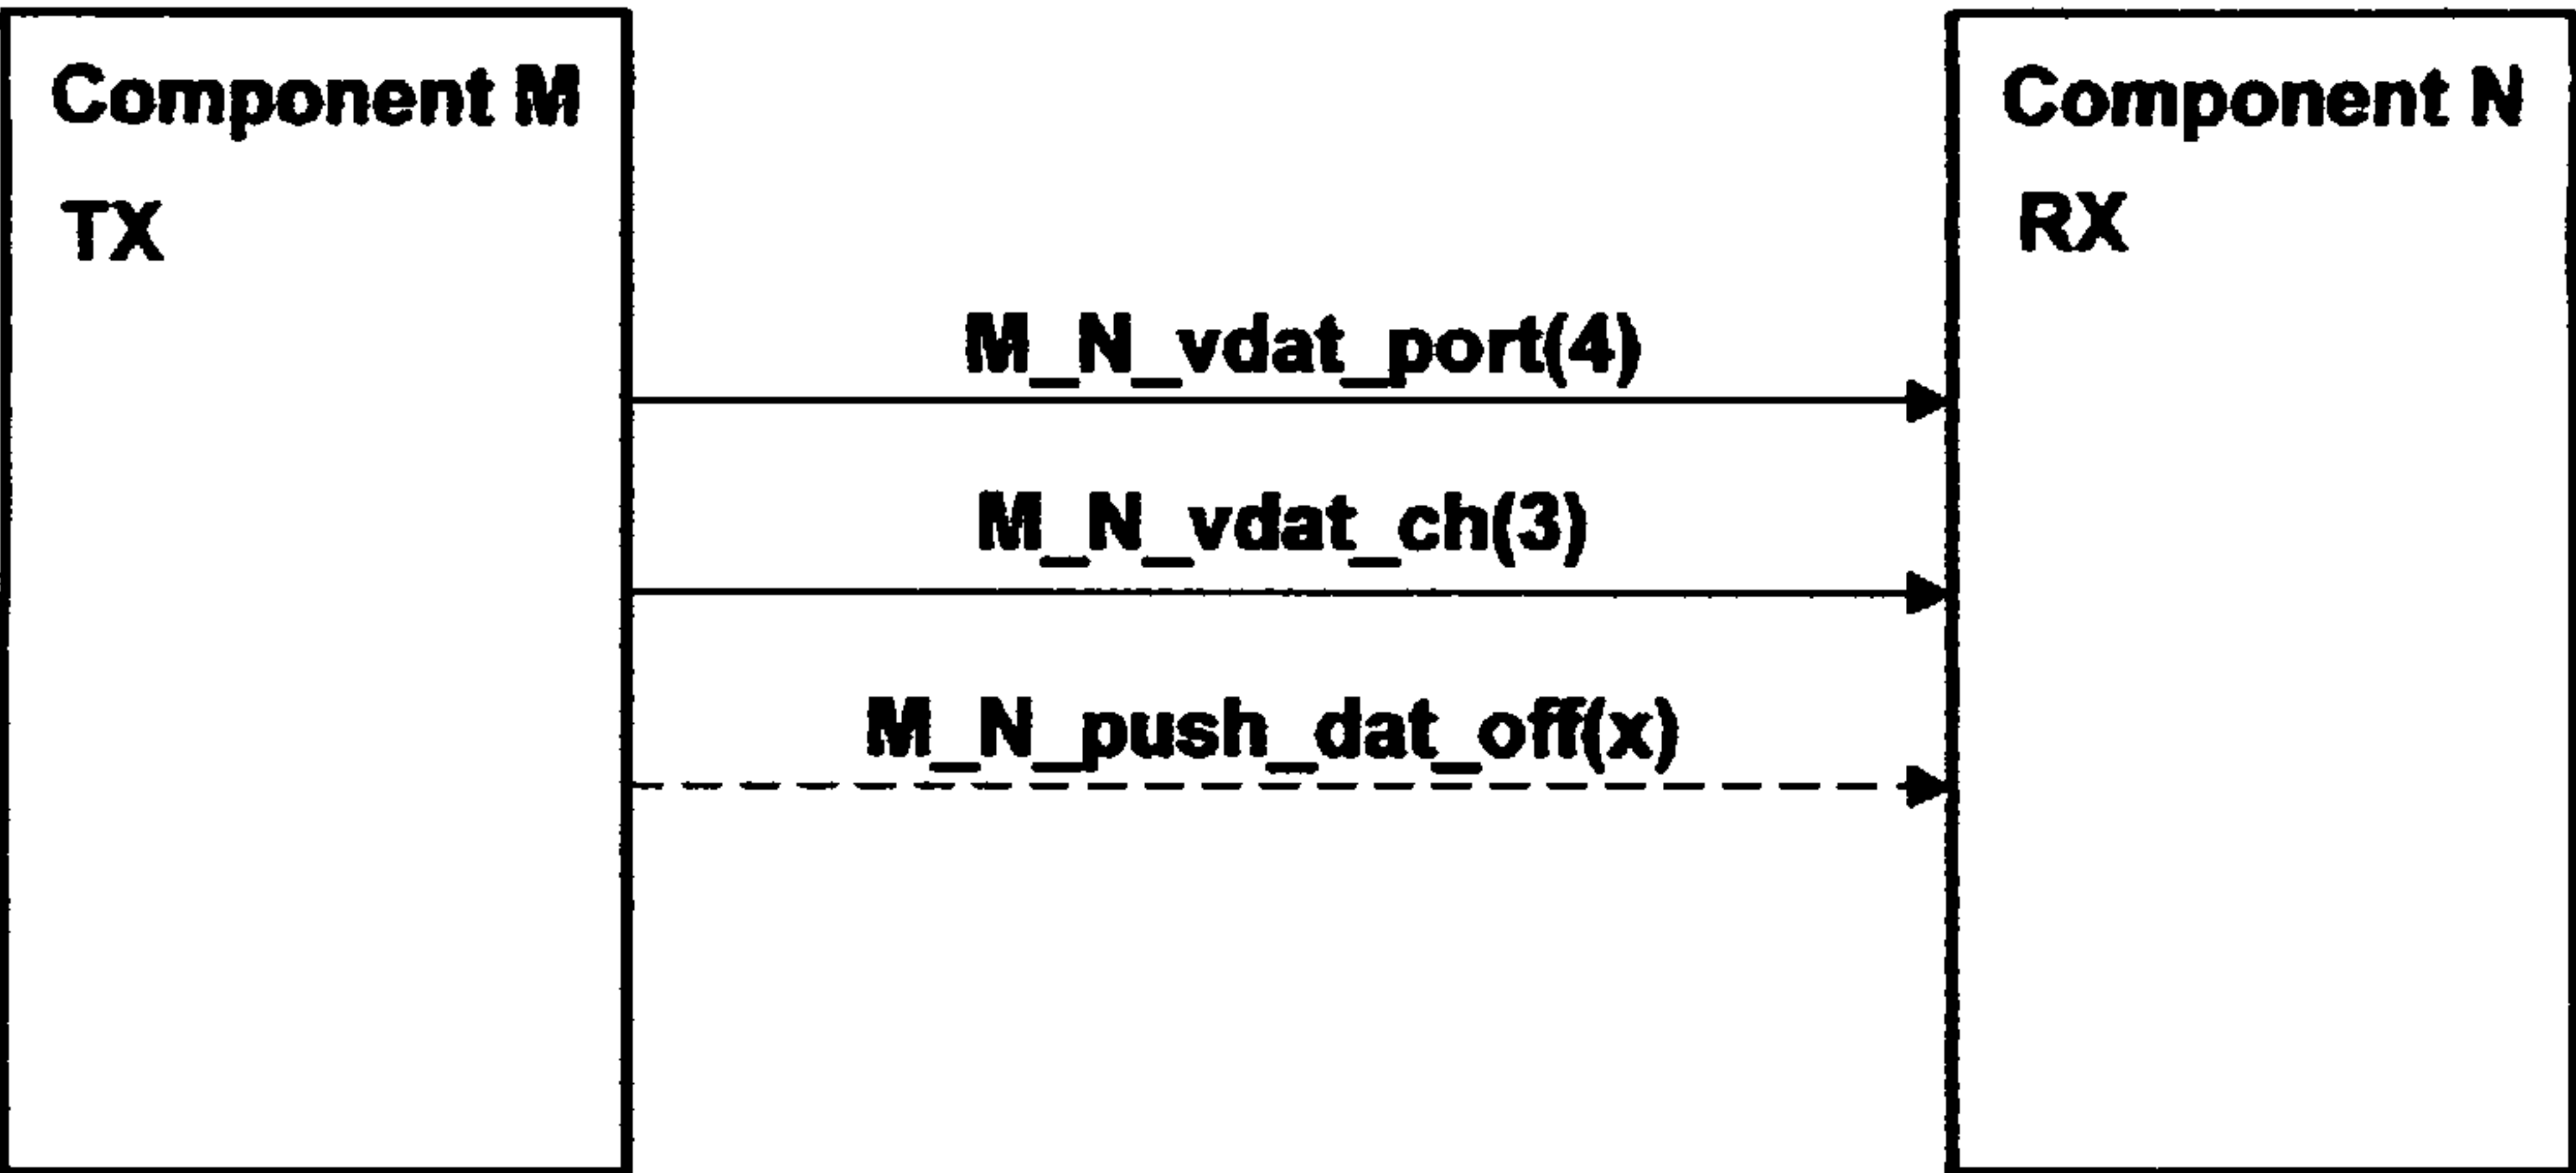 Component M
TX
Component N
RX
M_N_vdat_port(4)
M_N_vdat_ch(3)
M_N_push_dat_off(x)